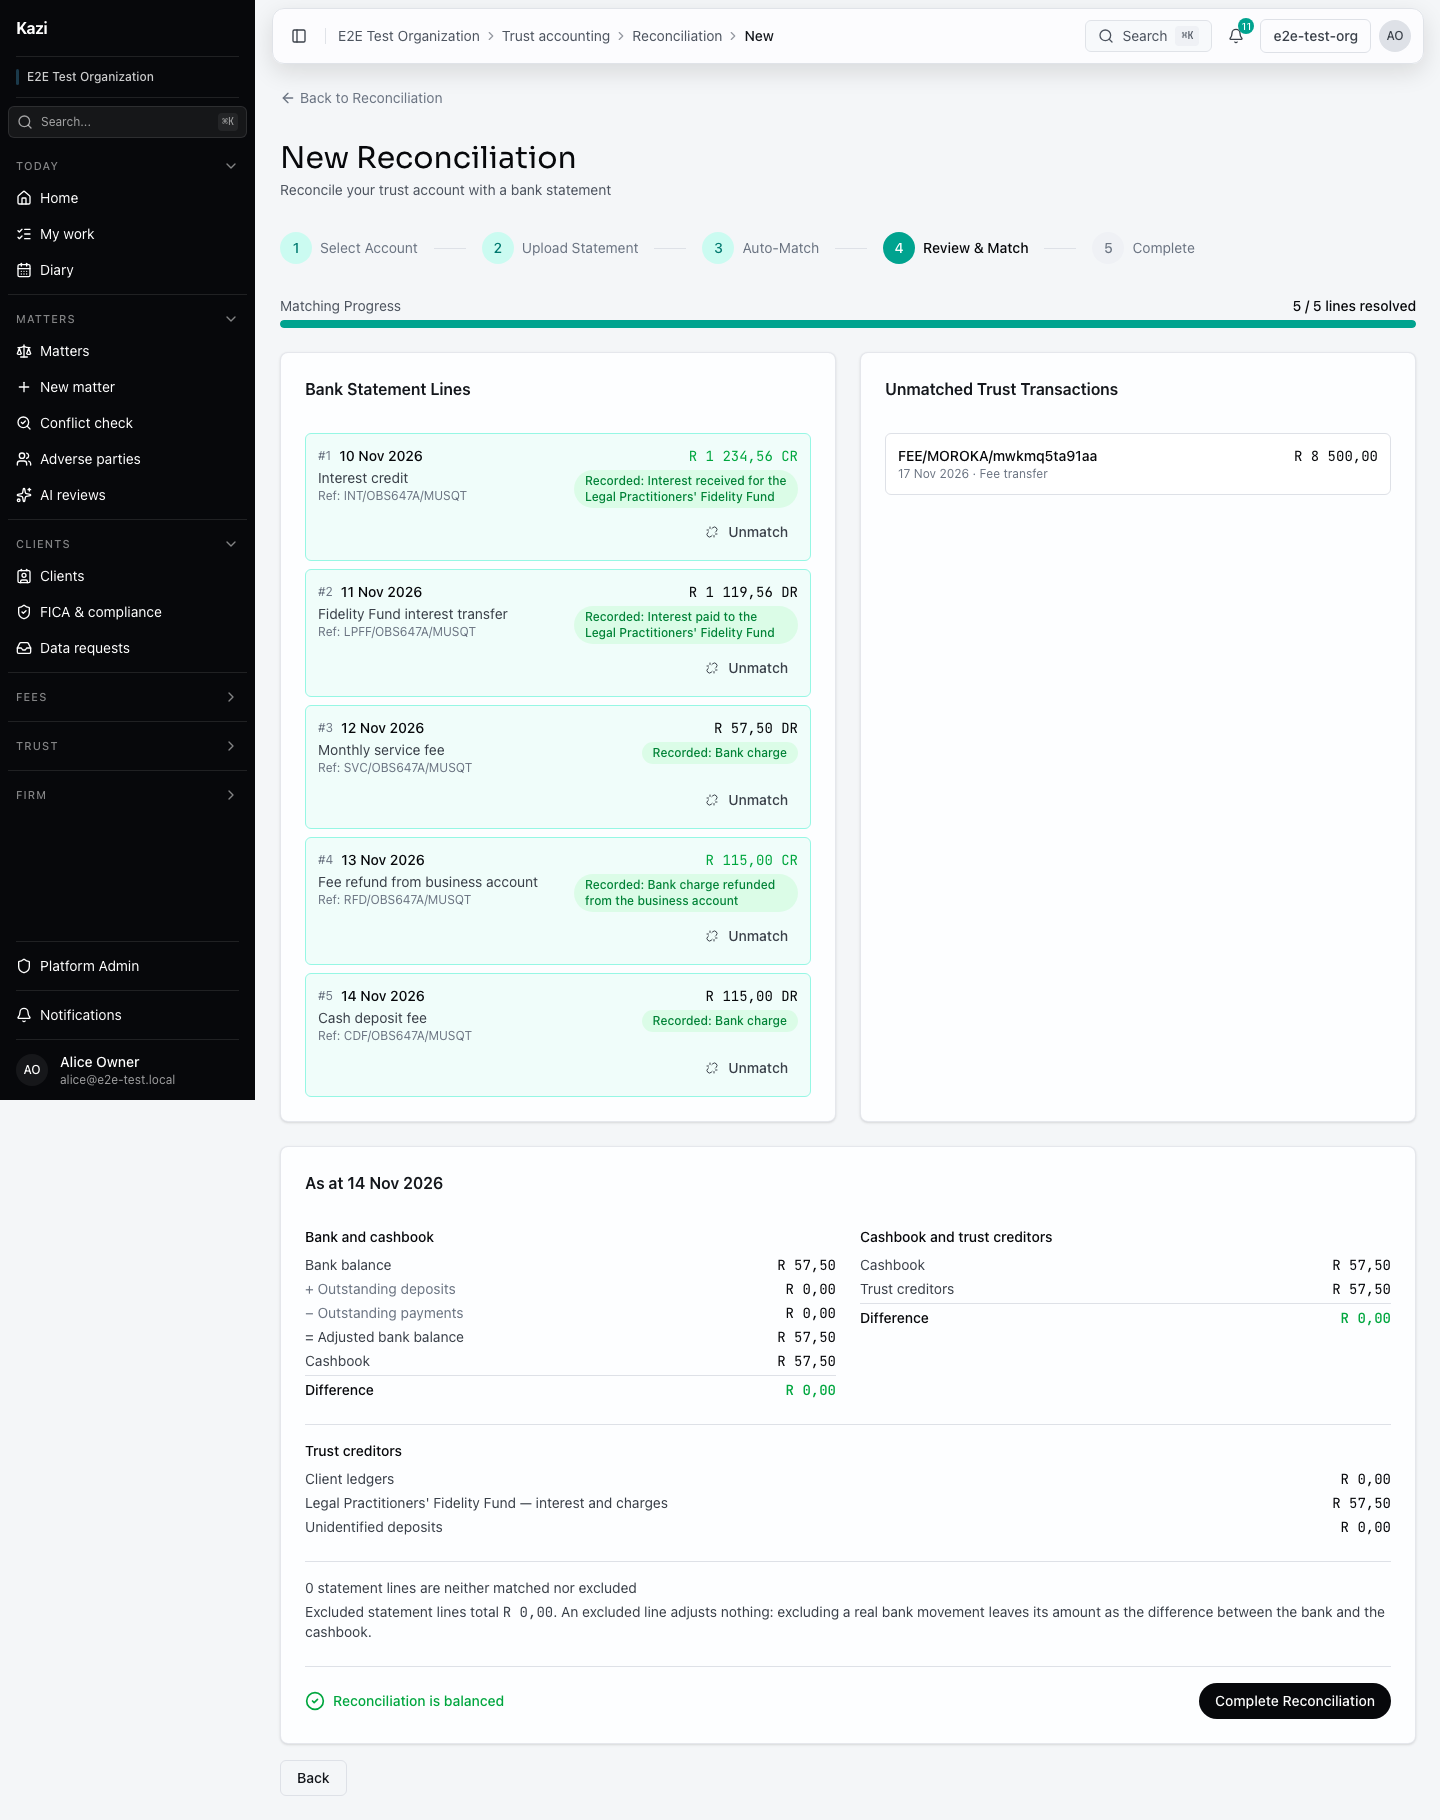 Kazi
E2E Test Organization
Search... ⌘K
TODAY
Home
My work
Diary
MATTERS
Matters
New matter
Conflict check
Adverse parties
AI reviews
CLIENTS
Clients
FICA & compliance
Data requests
FEES
TRUST
FIRM
Platform Admin
Notifications
AO
Alice Owner
alice@e2e-test.local
E2E Test Organization > Trust accounting > Reconciliation > New
Search ⌘K
11
e2e-test-org
AO
← Back to Reconciliation
New Reconciliation
Reconcile your trust account with a bank statement
1 Select Account
2 Upload Statement
3 Auto-Match
4 Review & Match
5 Complete
Matching Progress
5 / 5 lines resolved
Bank Statement Lines
#1 10 Nov 2026
R 1 234,56 CR
Interest credit
Ref: INT/OBS647A/MUSQT
Recorded: Interest received for the
Legal Practitioners' Fidelity Fund
Unmatch
#2 11 Nov 2026
R 1 119,56 DR
Fidelity Fund interest transfer
Ref: LPFF/OBS647A/MUSQT
Recorded: Interest paid to the
Legal Practitioners' Fidelity Fund
Unmatch
#3 12 Nov 2026
R 57,50 DR
Monthly service fee
Ref: SVC/OBS647A/MUSQT
Recorded: Bank charge
Unmatch
#4 13 Nov 2026
R 115,00 CR
Fee refund from business account
Ref: RFD/OBS647A/MUSQT
Recorded: Bank charge refunded
from the business account
Unmatch
#5 14 Nov 2026
R 115,00 DR
Cash deposit fee
Ref: CDF/OBS647A/MUSQT
Recorded: Bank charge
Unmatch
Unmatched Trust Transactions
FEE/MOROKA/mwkmq5ta91aa
R 8 500,00
17 Nov 2026 · Fee transfer
As at 14 Nov 2026
Bank and cashbook
Bank balance R 57,50
+ Outstanding deposits R 0,00
− Outstanding payments R 0,00
= Adjusted bank balance R 57,50
Cashbook R 57,50
Difference R 0,00
Cashbook and trust creditors
Cashbook R 57,50
Trust creditors R 57,50
Difference R 0,00
Trust creditors
Client ledgers R 0,00
Legal Practitioners' Fidelity Fund — interest and charges R 57,50
Unidentified deposits R 0,00
0 statement lines are neither matched nor excluded
Excluded statement lines total R 0,00. An excluded line adjusts nothing: excluding a real bank movement leaves its amount as the difference between the bank and the
cashbook.
Reconciliation is balanced
Complete Reconciliation
Back